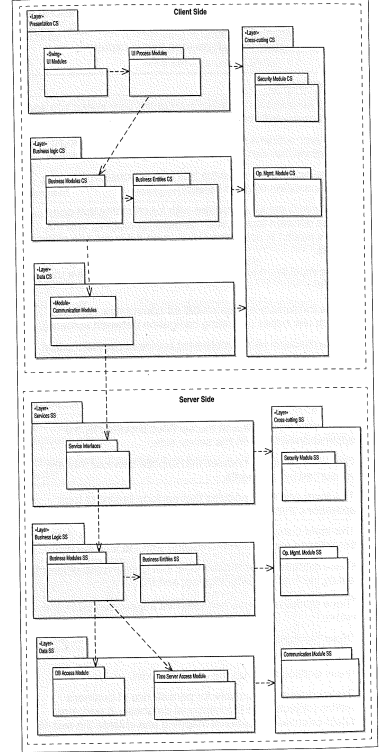 Client Side
«Layer»
Presentation CS
«Swing»
UI Modules
UI Process Modules
«Layer»
Cross-cutting CS
Security Module CS
«Layer»
Business logic CS
Business Modules CS
Business Entities CS
Op. Mgmt. Module CS
«Layer»
Data CS
«Module»
Communication Modules
Server Side
«Layer»
Services SS
Service Interfaces
«Layer»
Cross-cutting SS
Security Module SS
«Layer»
Business Logic SS
Business Modules SS
Business Entities SS
Op. Mgmt. Module SS
«Layer»
Data SS
DB Access Module
Time Server Access Module
Communication Module SS